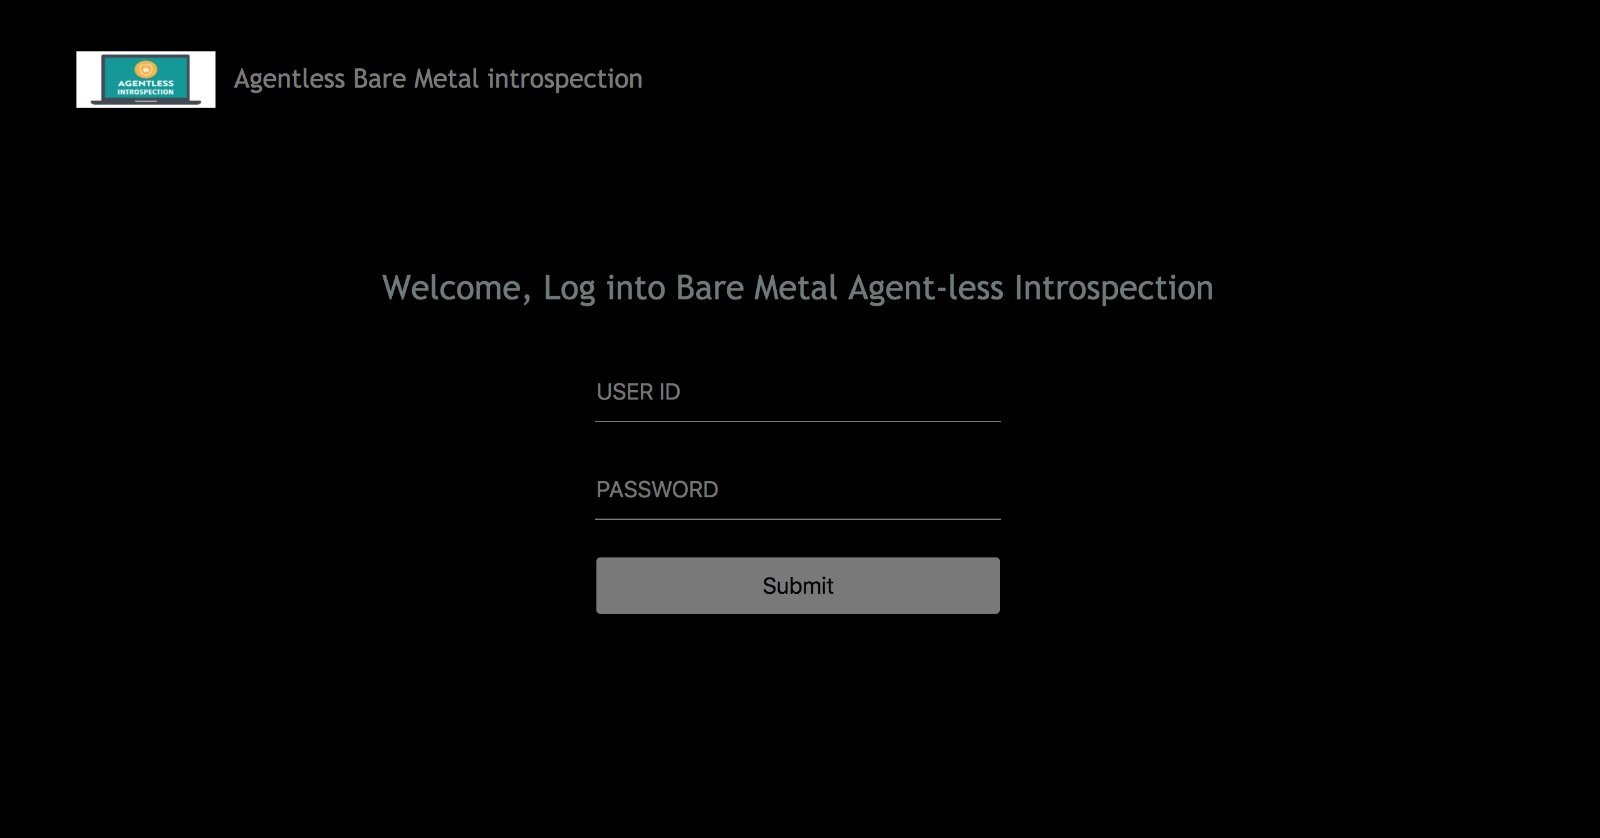 AGENTLESS
INTROSPECTION
Agentless Bare Metal introspection
Welcome, Log into Bare Metal Agent-less Introspection
USER ID
PASSWORD
Submit